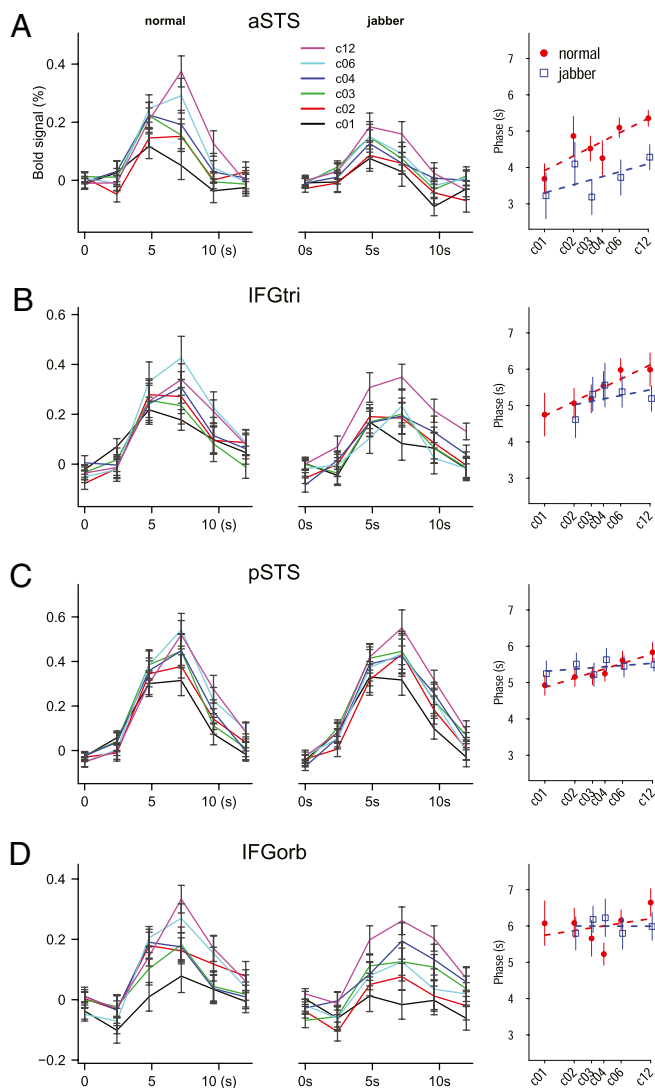 A
normal
aSTS
jabber
Bold signal (%)
0.4
0.2
0
0
5
10 (s)
c12
c06
c04
c03
c02
c01
0s
5s
10s
Phase (s)
7
6
5
4
3
normal
jabber
c01
c02
c03
c04
c06
c12
B
IFGtri
0.6
0.4
0.2
0
0
5
10 (s)
0s
5s
10s
Phase (s)
7
6
5
4
3
c01
c02
c03
c04
c06
c12
C
pSTS
0.6
0.4
0.2
0
0
5
10 (s)
0s
5s
10s
Phase (s)
7
6
5
4
3
c01
c02
c03
c04
c06
c12
D
IFGorb
0.2
0
−0.2
0
5
10 (s)
0s
5s
10s
Phase (s)
7
6
5
4
3
c01
c02
c03
c04
c06
c12